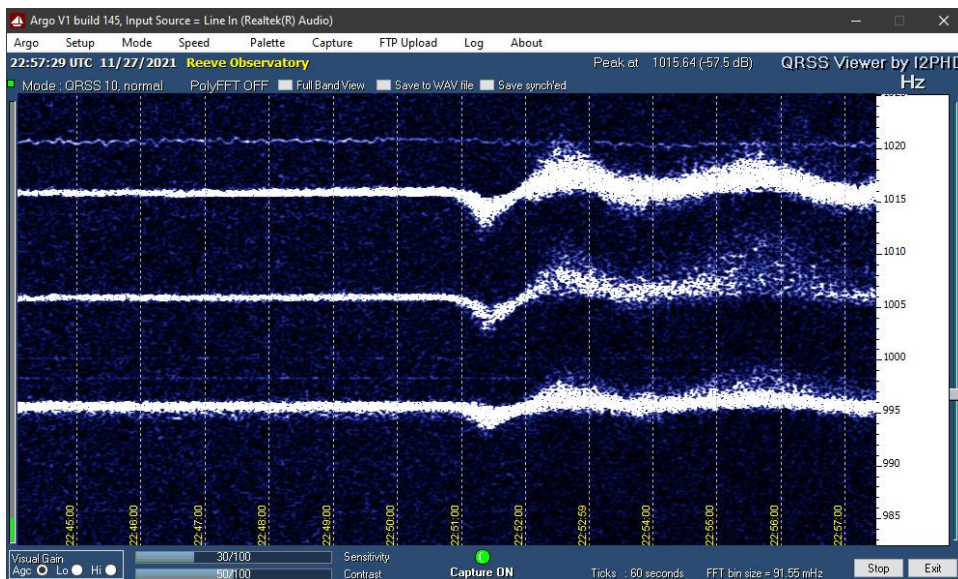 Argo V1 build 145, Input Source = Line In (Realtek(R) Audio)
Argo Setup Mode Speed Palette Capture FTP Upload Log About
22:57:29 UTC 11/27/2021 Reeve Observatory Peak at 1015.64 (-57.5 dB) QRSS Viewer by I2PHD
Mode : QRSS 10, normal PolyFFT OFF Full Band View Save to WAV file Save synch'ed Hz
1020
1015
1010
1005
1000
995
990
985
22:45:00 22:46:00 22:47:00 22:48:00 22:49:00 22:50:00 22:51:00 22:52:00 22:52:59 22:54:00 22:55:00 22:56:00 22:57:00
Visual Gain 30/100 Sensitivity
Agc Lo Hi 50/100 Contrast Capture ON Ticks : 60 seconds FFT bin size = 91.55 mHz Stop Exit